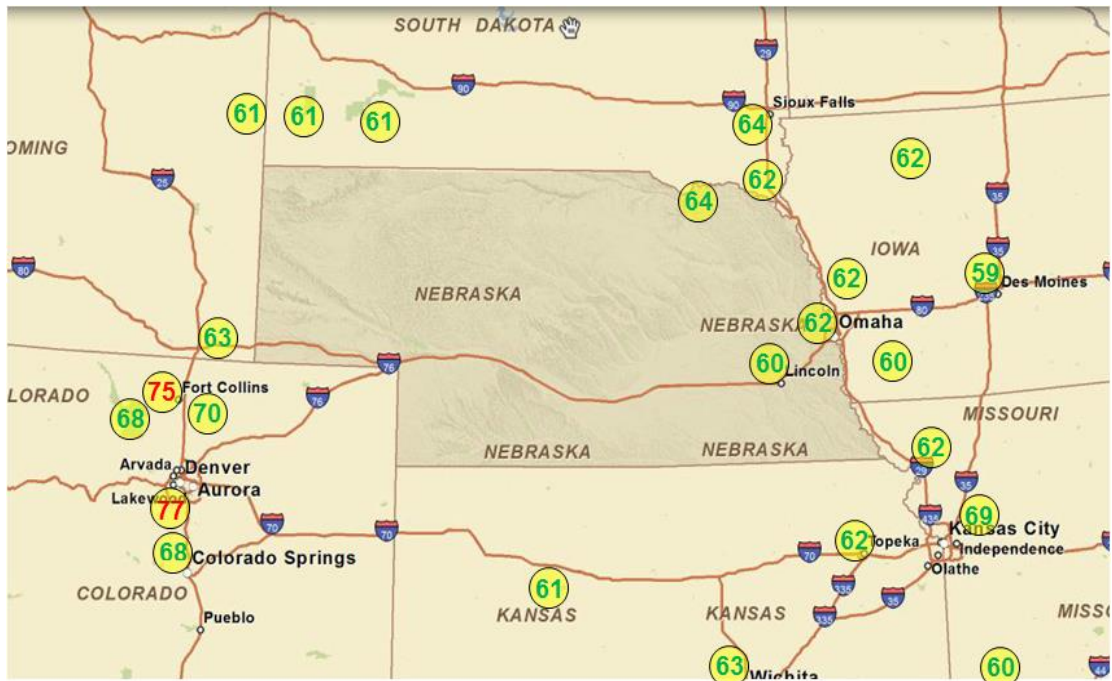 SOUTH DAKOTA
29
90
90
Sioux Falls
61
61
61
64
62
OMING
25
62
64
35
IOWA
35
80
62
59
Des Moines
NEBRASKA
80
NEBRASKA
62
Omaha
63
76
60
Lincoln
60
75
Fort Collins
76
LORADO
68
70
MISSOURI
NEBRASKA
NEBRASKA
62
Arvada
Denver
29
35
Lakewood
Aurora
77
69
435
70
70
Kansas City
62
Topeka
68
Colorado Springs
70
Independence
Olathe
61
335
35
COLORADO
KANSAS
KANSAS
MISSO
Pueblo
335
63
Wichita
60
44